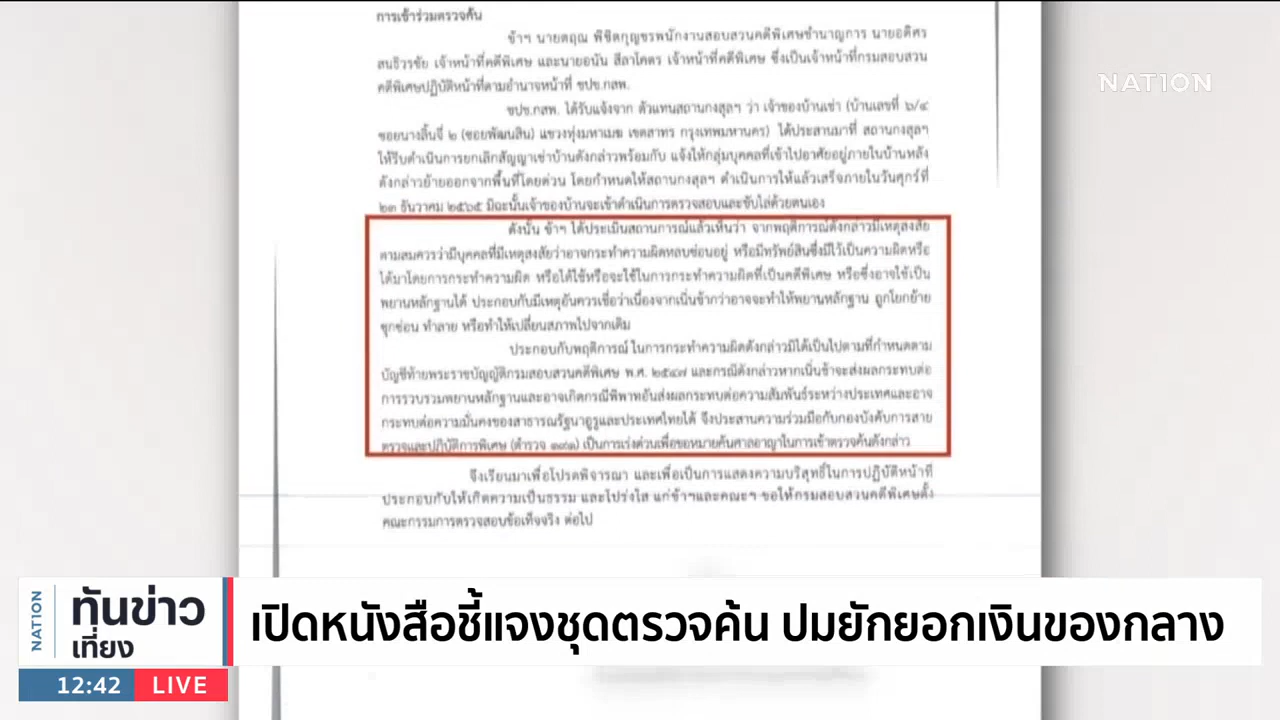 การเข้าร่วมตรวจค้น
ข้าฯ นายตฤณ พิชิตกุญชรพนักงานสอบสวนคดีพิเศษชำนาญการ นายอดิศร
สนธิวรชัย เจ้าหน้าที่คดีพิเศษ และนายอนัน สีลาโคตร เจ้าหน้าที่คดีพิเศษ ซึ่งเป็นเจ้าหน้าที่กรมสอบสวน
คดีพิเศษปฏิบัติหน้าที่ตามอำนาจหน้าที่ ชปข.กสพ.
ชปข.กสพ. ได้รับแจ้งจาก ตัวแทนสถานกงสุลฯ ว่า เจ้าของบ้านเช่า (บ้านเลขที่ ๖/๔
ซอยนางลิ้นจี่ ๒ (ซอยพัฒนสิน) แขวงทุ่งมหาเมฆ เขตสาทร กรุงเทพมหานคร) ได้ประสานมาที่ สถานกงสุลฯ
ให้รีบดำเนินการยกเลิกสัญญาเช่าบ้านดังกล่าวพร้อมกับ แจ้งให้กลุ่มบุคคลที่เข้าไปอาศัยอยู่ภายในบ้านหลัง
ดังกล่าวย้ายออกจากพื้นที่โดยด่วน โดยกำหนดให้สถานกงสุลฯ ดำเนินการให้แล้วเสร็จภายในวันศุกร์ที่
๒๓ ธันวาคม ๒๕๖๕ มิฉะนั้นเจ้าของบ้านจะเข้าดำเนินการตรวจสอบและขับไล่ด้วยตนเอง
ดังนั้น ข้าฯ ได้ประเมินสถานการณ์แล้วเห็นว่า จากพฤติการณ์ดังกล่าวมีเหตุสงสัย
ตามสมควรว่ามีบุคคลที่มีเหตุสงสัยว่าอาจกระทำความผิดหลบซ่อนอยู่ หรือมีทรัพย์สินซึ่งมีไว้เป็นความผิดหรือ
ได้มาโดยการกระทำความผิด หรือได้ใช้หรือจะใช้ในการกระทำความผิดที่เป็นคดีพิเศษ หรือซึ่งอาจใช้เป็น
พยานหลักฐานได้ ประกอบกับมีเหตุอันควรเชื่อว่าเนื่องจากเนิ่นช้ากว่าอาจจะทำให้พยานหลักฐาน ถูกโยกย้าย
ซุกซ่อน ทำลาย หรือทำให้เปลี่ยนสภาพไปจากเดิม
ประกอบกับพฤติการณ์ ในการกระทำความผิดดังกล่าวมิได้เป็นไปตามที่กำหนดตาม
บัญชีท้ายพระราชบัญญัติกรมสอบสวนคดีพิเศษ พ.ศ. ๒๕๔๗ และกรณีดังกล่าวหากเนิ่นช้าจะส่งผลกระทบต่อ
การรวบรวมพยานหลักฐานและอาจเกิดกรณีพิพาทอันส่งผลกระทบต่อความสัมพันธ์ระหว่างประเทศและอาจ
กระทบต่อความมั่นคงของสาธารณรัฐนาอูรูและประเทศไทยได้ จึงประสานความร่วมมือกับกองบังคับการสาย
ตรวจและปฏิบัติการพิเศษ (ตำรวจ ๑๙๑) เป็นการเร่งด่วนเพื่อขอหมายค้นศาลอาญาในการเข้าตรวจค้นดังกล่าว
จึงเรียนมาเพื่อโปรดพิจารณา และเพื่อเป็นการแสดงความบริสุทธิ์ในการปฏิบัติหน้าที่
ประกอบกับให้เกิดความเป็นธรรม และโปร่งใส แก่ข้าฯและคณะฯ ขอให้กรมสอบสวนคดีพิเศษตั้ง
คณะกรรมการตรวจสอบข้อเท็จจริง ต่อไป
NATION
NATION
ทันข่าว
เที่ยง
เปิดหนังสือชี้แจงชุดตรวจค้น ปมยักยอกเงินของกลาง
12:42 LIVE